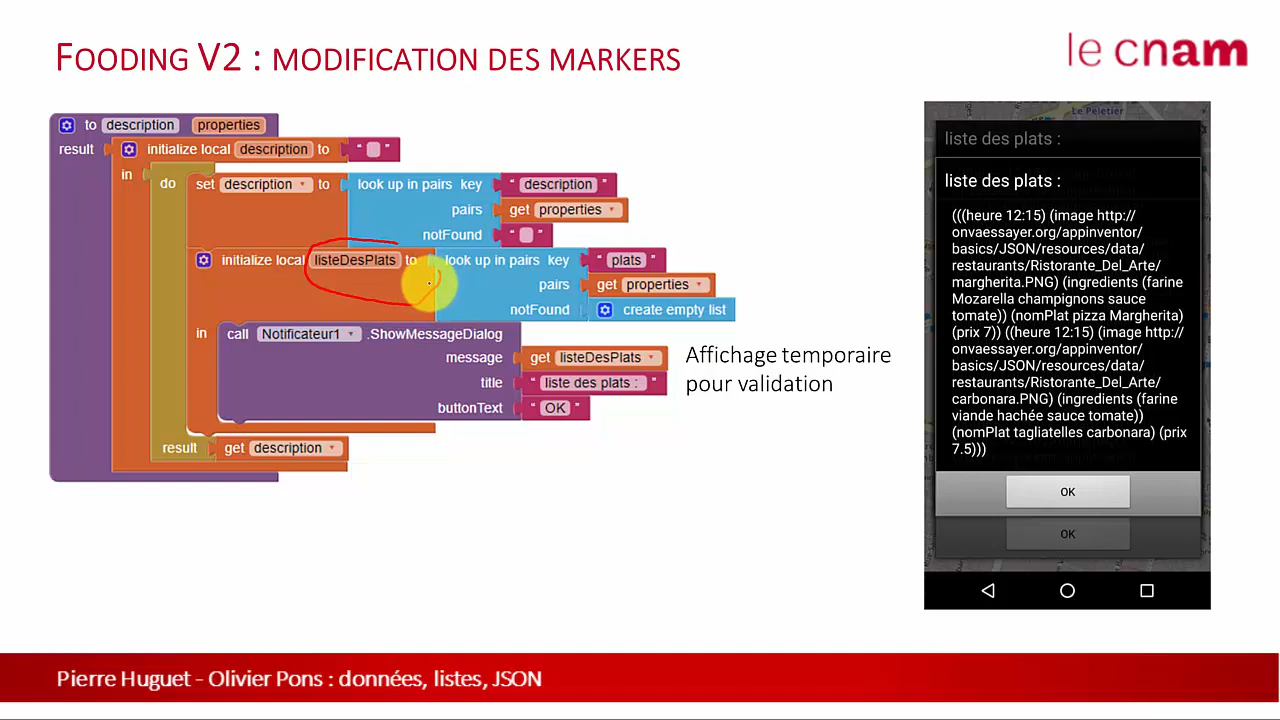 FOODING V2 : MODIFICATION DES MARKERS
le cnam
to description properties
result initialize local description to “ ”
in do set description to look up in pairs key “ description ”
pairs get properties
notFound “ ”
initialize local listeDesPlats to look up in pairs key “ plats ”
pairs get properties
notFound create empty list
in call Notificateur1 .ShowMessageDialog
message get listeDesPlats
title “ liste des plats : ”
buttonText “ OK ”
result get description
Affichage temporaire
pour validation
Le Peletier
liste des plats :
liste des plats :
(((heure 12:15) (image http://
onvaessayer.org/appinventor/
basics/JSON/resources/data/
restaurants/Ristorante_Del_Arte/
margherita.PNG) (ingredients (farine
Mozarella champignons sauce
tomate)) (nomPlat pizza Margherita)
(prix 7)) ((heure 12:15) (image http://
onvaessayer.org/appinventor/
basics/JSON/resources/data/
restaurants/Ristorante_Del_Arte/
carbonara.PNG) (ingredients (farine
viande hachée sauce tomate))
(nomPlat tagliatelles carbonara) (prix
7.5)))
OK
OK
Pierre Huguet - Olivier Pons : données, listes, JSON